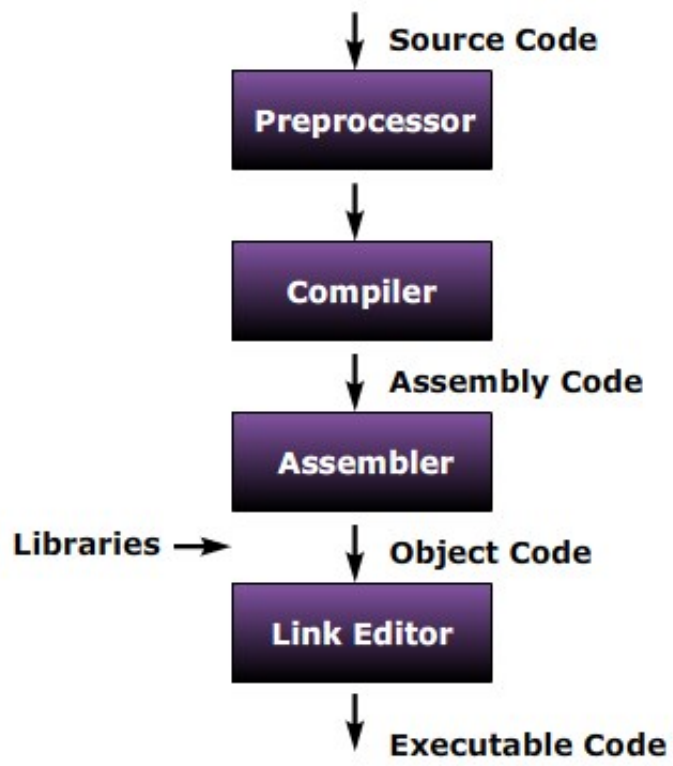 Source Code
Preprocessor
Compiler
Assembly Code
Assembler
Libraries
Object Code
Link Editor
Executable Code